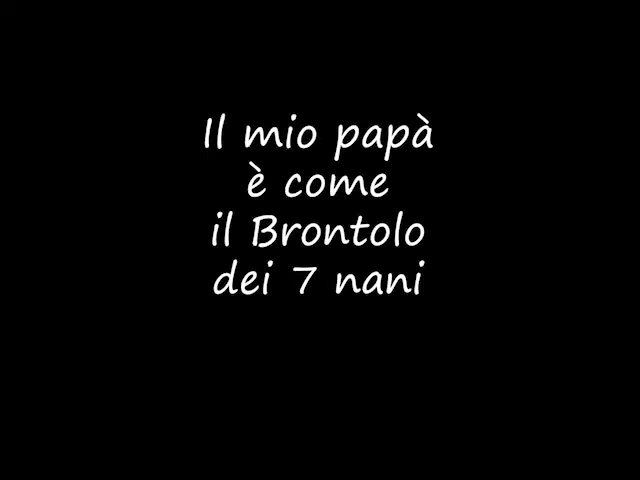 Il mio papà
è come
il Brontolo
dei 7 nani